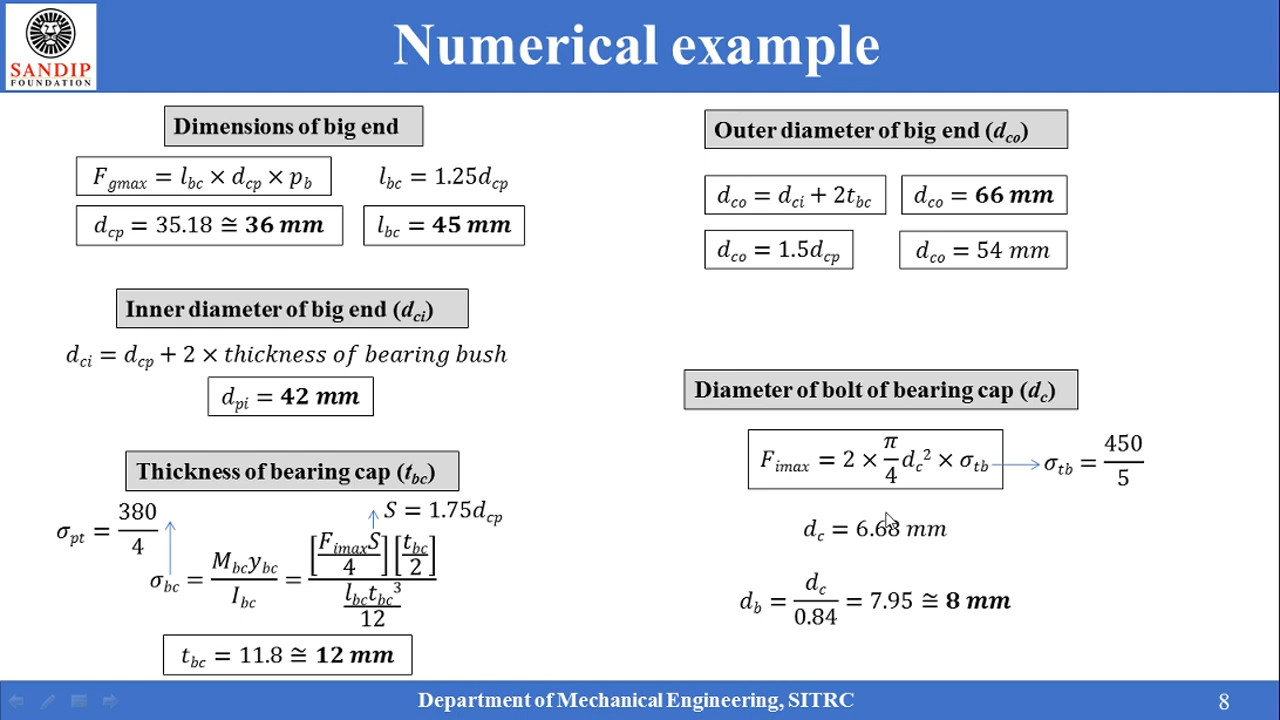 SANDIP
FOUNDATION
Numerical example
Dimensions of big end
F_gmax = l_bc × d_cp × p_b
l_bc = 1.25d_cp
d_cp = 35.18 ≅ 36 mm
l_bc = 45 mm
Inner diameter of big end (d_ci)
d_ci = d_cp + 2 × thickness of bearing bush
d_pi = 42 mm
Thickness of bearing cap (t_bc)
S = 1.75d_cp
σ_pt = 380/4
σ_bc = M_bc y_bc / I_bc = [F_imax S / 4] [t_bc / 2] / (l_bc t_bc³ / 12)
t_bc = 11.8 ≅ 12 mm
Outer diameter of big end (d_co)
d_co = d_ci + 2t_bc
d_co = 66 mm
d_co = 1.5d_cp
d_co = 54 mm
Diameter of bolt of bearing cap (d_c)
F_imax = 2 × π/4 d_c² × σ_tb
σ_tb = 450/5
d_c = 6.68 mm
d_b = d_c/0.84 = 7.95 ≅ 8 mm
Department of Mechanical Engineering, SITRC
8